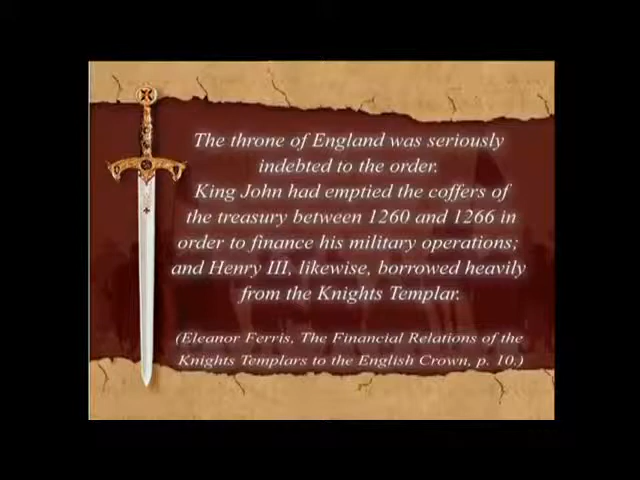 The throne of England was seriously
indebted to the order.
King John had emptied the coffers of
the treasury between 1260 and 1266 in
order to finance his military operations;
and Henry III, likewise, borrowed heavily
from the Knights Templar.
(Eleanor Ferris, The Financial Relations of the
Knights Templars to the English Crown, p. 10.)